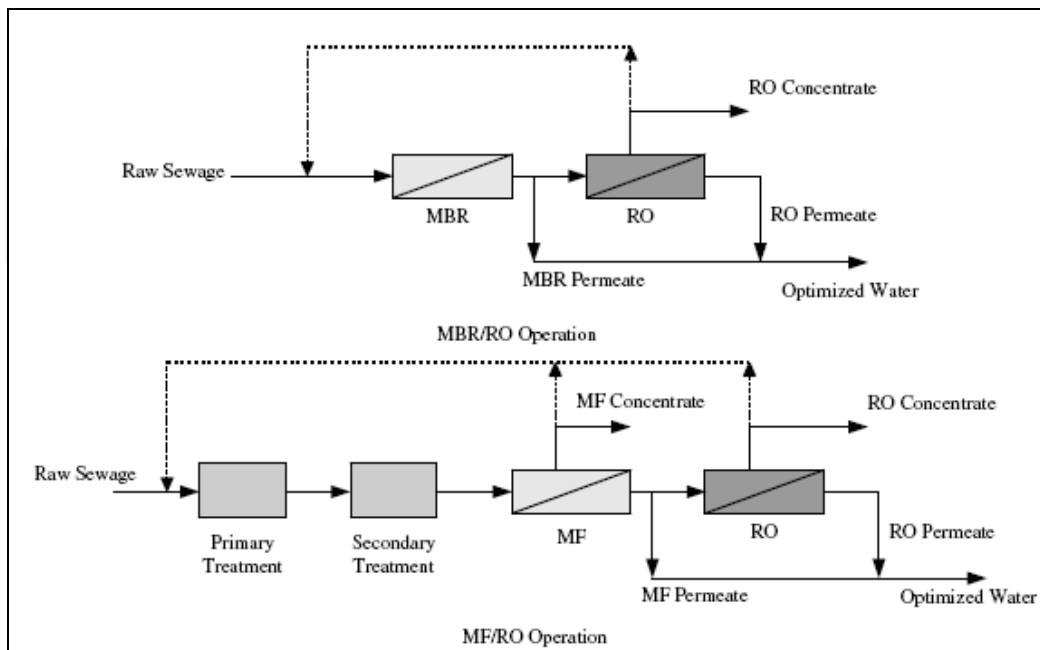 RO Concentrate
Raw Sewage
MBR
RO
RO Permeate
MBR Permeate
Optimized Water
MBR/RO Operation
MF Concentrate
RO Concentrate
Raw Sewage
Primary
Treatment
Secondary
Treatment
MF
RO
RO Permeate
MF Permeate
Optimized Water
MF/RO Operation